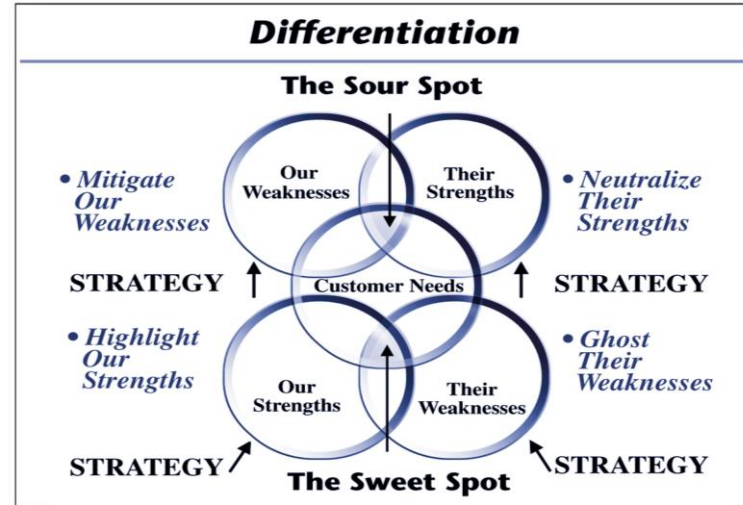 Differentiation
The Sour Spot
Our
Weaknesses
Their
Strengths
• Mitigate
Our
Weaknesses
• Neutralize
Their
Strengths
STRATEGY
Customer Needs
STRATEGY
• Highlight
Our
Strengths
• Ghost
Their
Weaknesses
Our
Strengths
Their
Weaknesses
STRATEGY
STRATEGY
The Sweet Spot